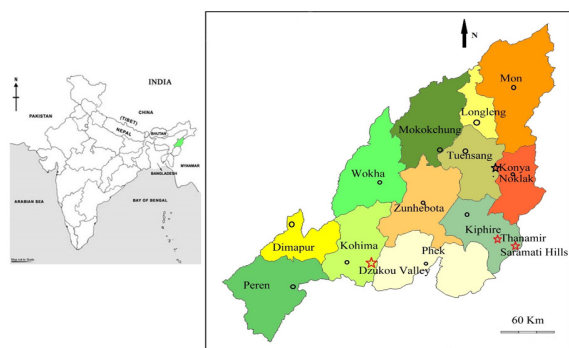 N
INDIA
PAKISTAN
CHINA
(TIBET)
NEPAL
BHUTAN
BANGLADESH
MYANMAR
ARABIAN SEA
BAY OF BENGAL
N
Mon
Longleng
Mokokchung
Tuensang
Konya
Noklak
Wokha
Zunhebota
Kiphire
Thanamir
Saramati Hills
Dimapur
Kohima
Phek
Dzukou Valley
Peren
60 Km